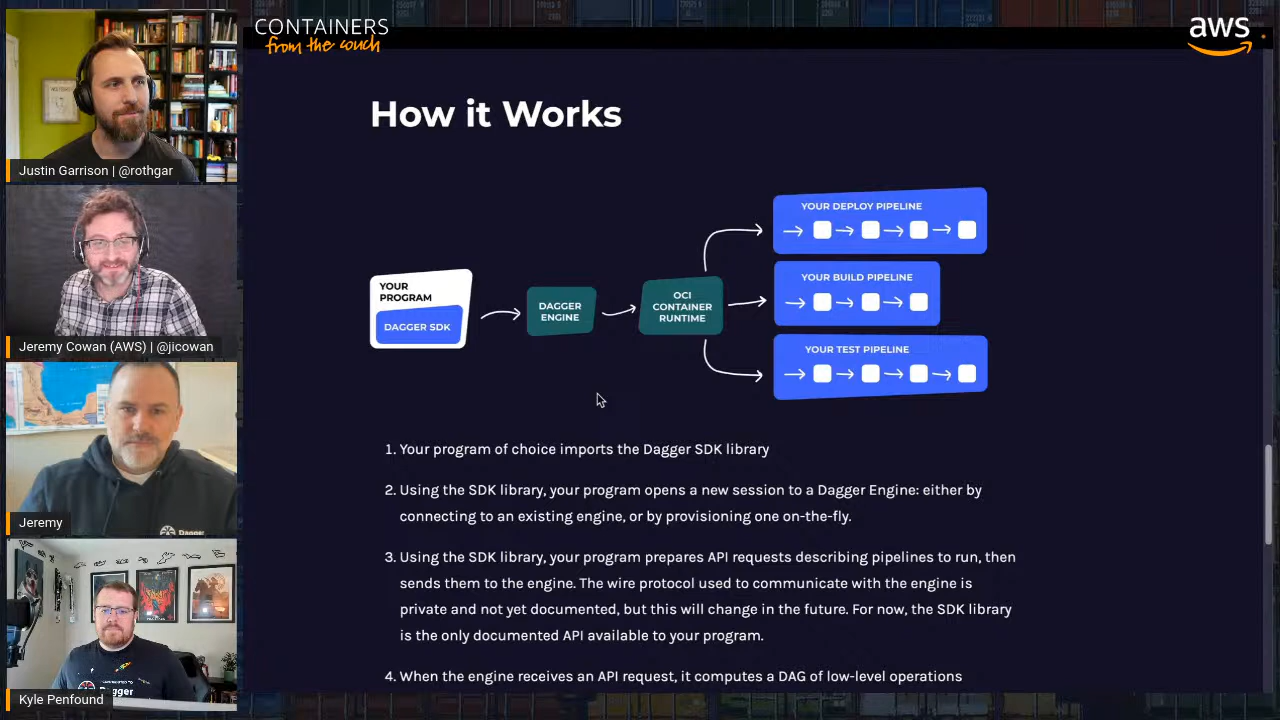 CONTAINERS
from the couch
aws
Justin Garrison | @rothgar
Jeremy Cowan (AWS) | @jicowan
Jeremy
Dagger
Kyle Penfound
Dagger
How it Works
YOUR
PROGRAM
DAGGER SDK
DAGGER
ENGINE
OCI
CONTAINER
RUNTIME
YOUR DEPLOY PIPELINE
YOUR BUILD PIPELINE
YOUR TEST PIPELINE
1. Your program of choice imports the Dagger SDK library
2. Using the SDK library, your program opens a new session to a Dagger Engine: either by
connecting to an existing engine, or by provisioning one on-the-fly.
3. Using the SDK library, your program prepares API requests describing pipelines to run, then
sends them to the engine. The wire protocol used to communicate with the engine is
private and not yet documented, but this will change in the future. For now, the SDK library
is the only documented API available to your program.
4. When the engine receives an API request, it computes a DAG of low-level operations